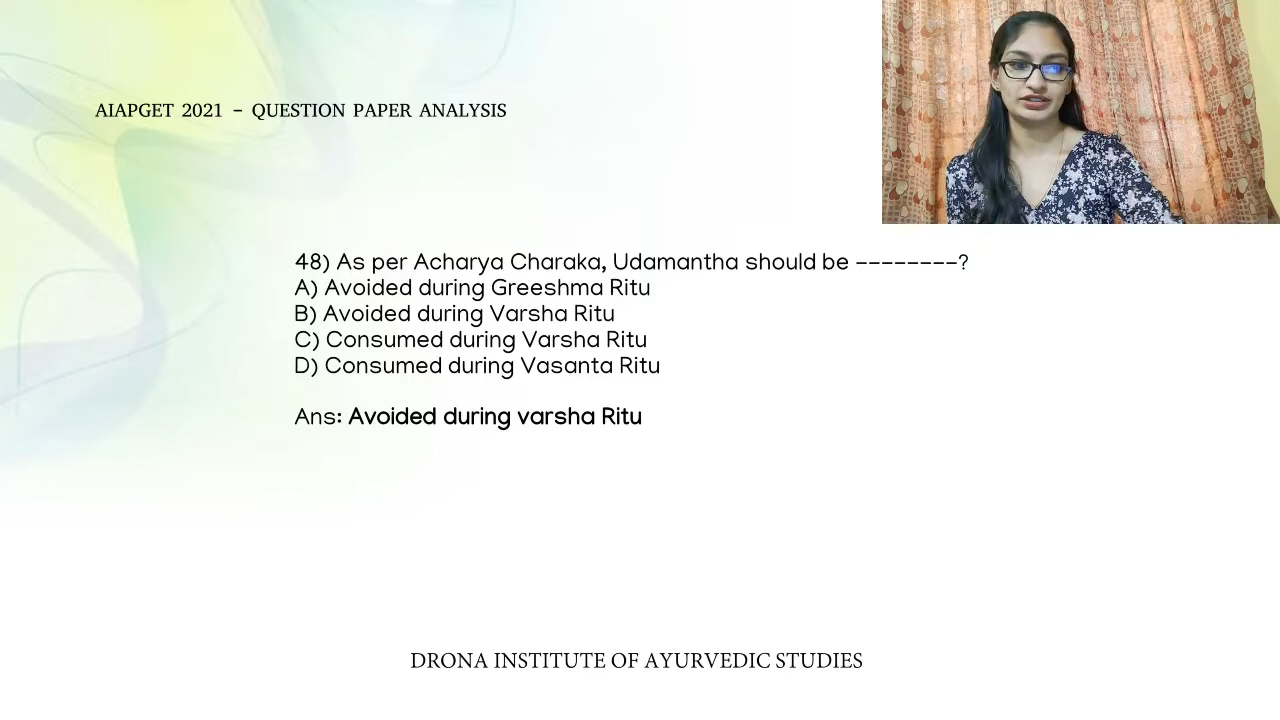 AIAPGET 2021 - QUESTION PAPER ANALYSIS
48) As per Acharya Charaka, Udamantha should be --------?
A) Avoided during Greeshma Ritu
B) Avoided during Varsha Ritu
C) Consumed during Varsha Ritu
D) Consumed during Vasanta Ritu
Ans: Avoided during varsha Ritu
DRONA INSTITUTE OF AYURVEDIC STUDIES